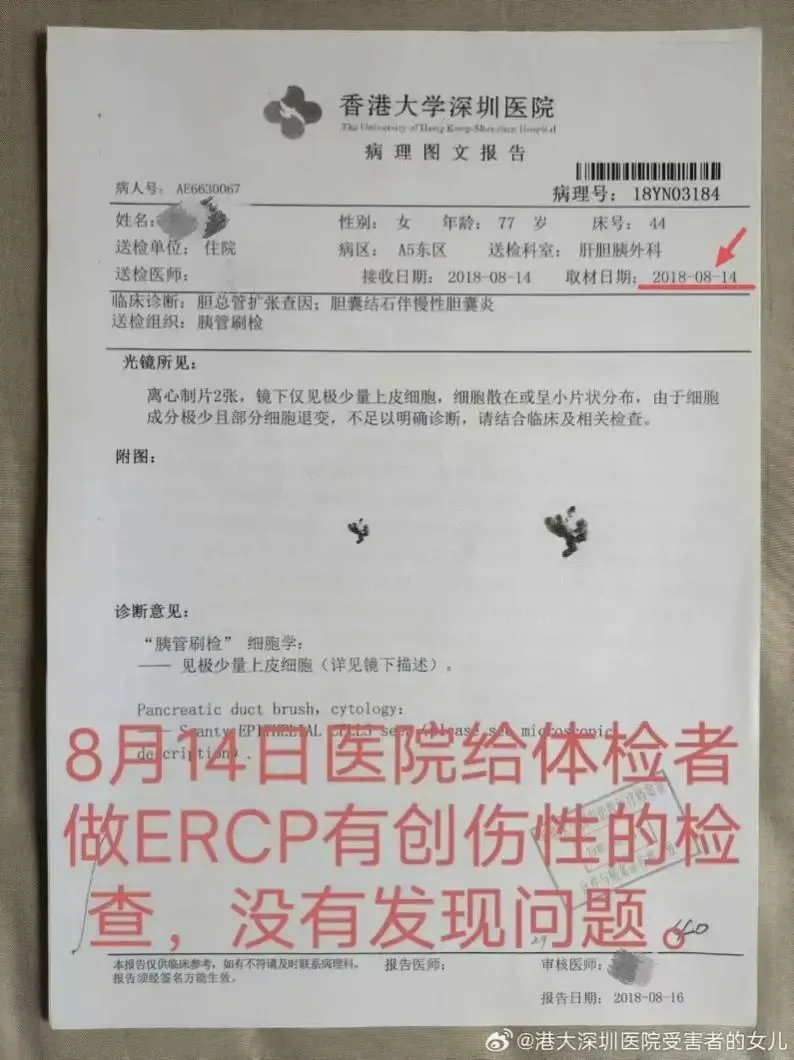 香港大学深圳医院
The University of Hong Kong-Shenzhen Hospital
病理图文报告
病人号: AE6630067
病理号: 18YN03184
姓名: 性别: 女 年龄: 77 岁 床号: 44
送检单位: 住院 病区: A5东区 送检科室: 肝胆胰外科
送检医师: 接收日期: 2018-08-14 取材日期: 2018-08-14
临床诊断: 胆总管扩张查因; 胆囊结石伴慢性胆囊炎
送检组织: 胰管刷检
光镜所见:
离心制片2张，镜下仅见极少量上皮细胞，细胞散在或呈小片状分布，由于细胞
成分极少且部分细胞退变，不足以明确诊断，请结合临床及相关检查。
附图:
诊断意见:
“胰管刷检” 细胞学:
—— 见极少量上皮细胞（详见镜下描述）。
Pancreatic duct brush, cytology:
Scanty EPITHELIAL CELLS seen (please see microscopic
description).
8月14日医院给体检者
做ERCP有创伤性的检
查，没有发现问题。
本报告仅供临床参考，如有不符请及时联系病理科。 报告医师: 审核医师:
报告须经签名方能生效。
报告日期: 2018-08-16
@港大深圳医院受害者的女儿